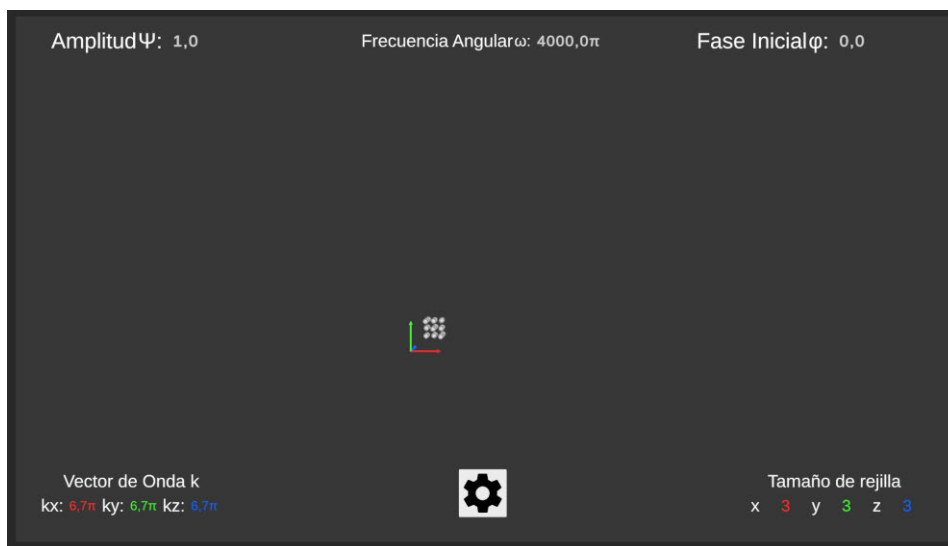 AmplitudΨ: 1,0
Frecuencia Angularω: 4000,0π
Fase Inicialφ: 0,0
Vector de Onda k
kx: 6,7π ky: 6,7π kz: 6,7π
Tamaño de rejilla
x 3 y 3 z 3